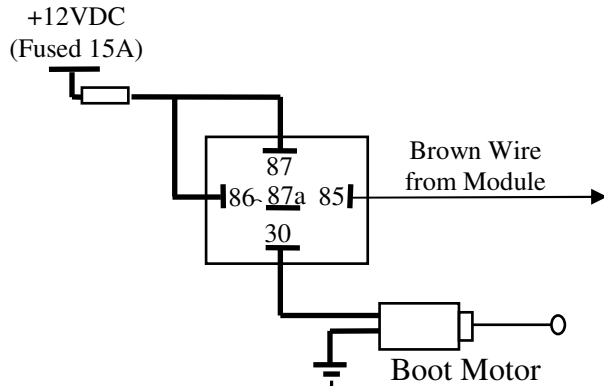 +12VDC
(Fused 15A)
87
Brown Wire
from Module
86 87a 85
30
Boot Motor